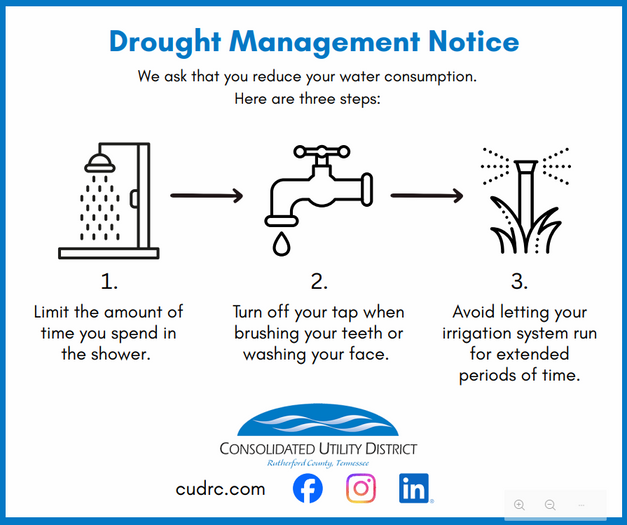 Drought Management Notice
We ask that you reduce your water consumption.
Here are three steps:
1.
Limit the amount of
time you spend in
the shower.
2.
Turn off your tap when
brushing your teeth or
washing your face.
3.
Avoid letting your
irrigation system run
for extended
periods of time.
CONSOLIDATED UTILITY DISTRICT
Rutherford County, Tennessee
cudrc.com
in